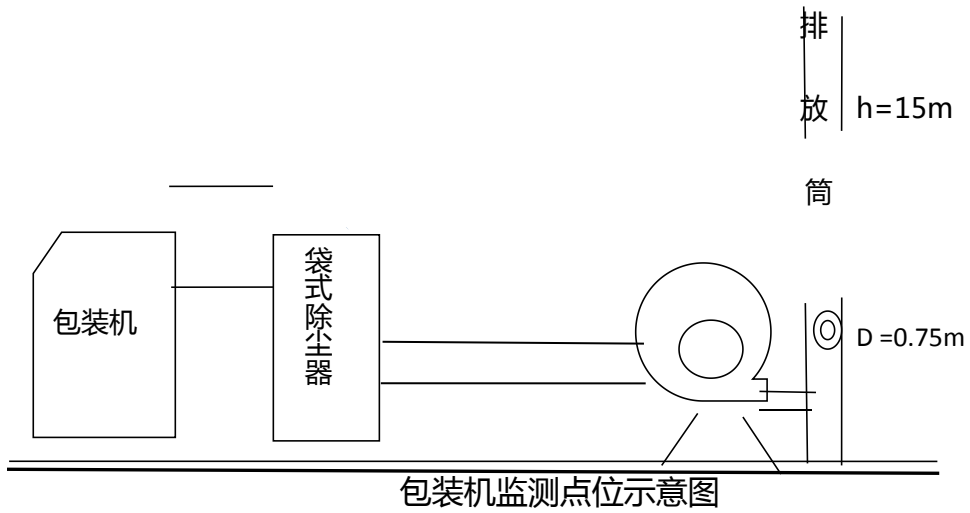 排放筒
h=15m
包装机
袋式除尘器
D =0.75m
包装机监测点位示意图